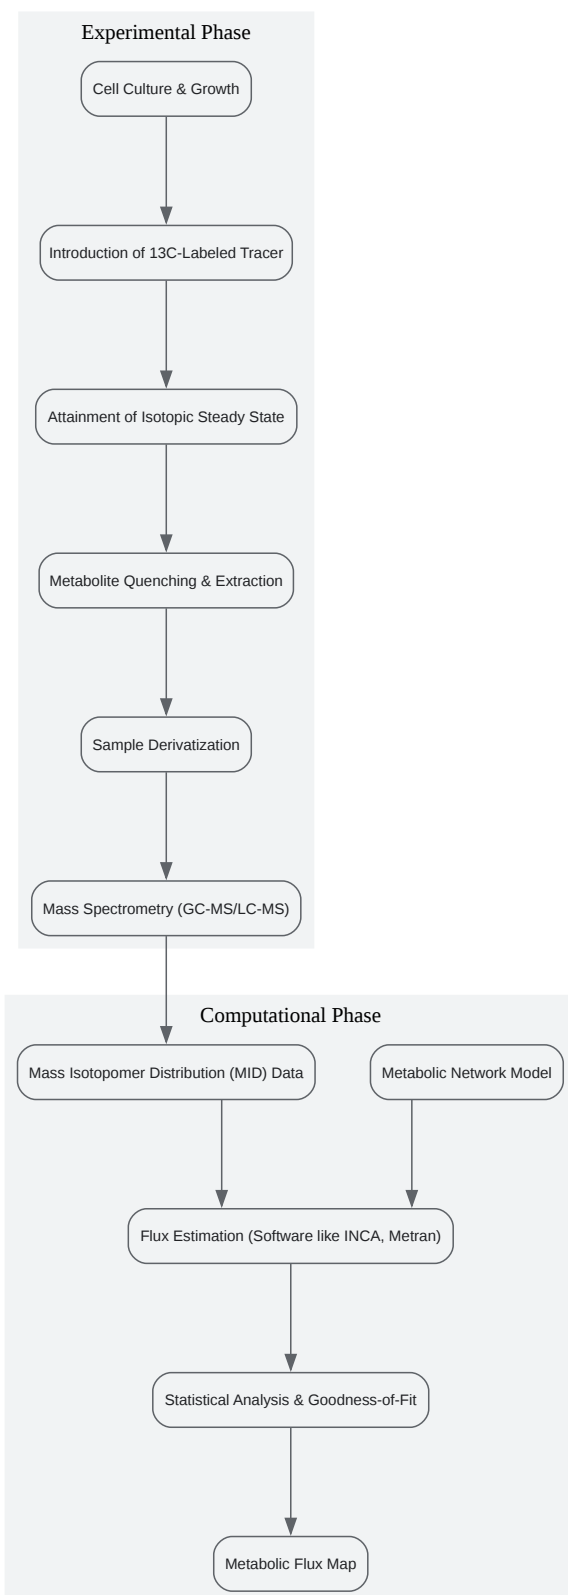 Experimental Phase
Cell Culture & Growth
Introduction of 13C-Labeled Tracer
Attainment of Isotopic Steady State
Metabolite Quenching & Extraction
Sample Derivatization
Mass Spectrometry (GC-MS/LC-MS)
Computational Phase
Mass Isotopomer Distribution (MID) Data
Metabolic Network Model
Flux Estimation (Software like INCA, Metran)
Statistical Analysis & Goodness-of-Fit
Metabolic Flux Map